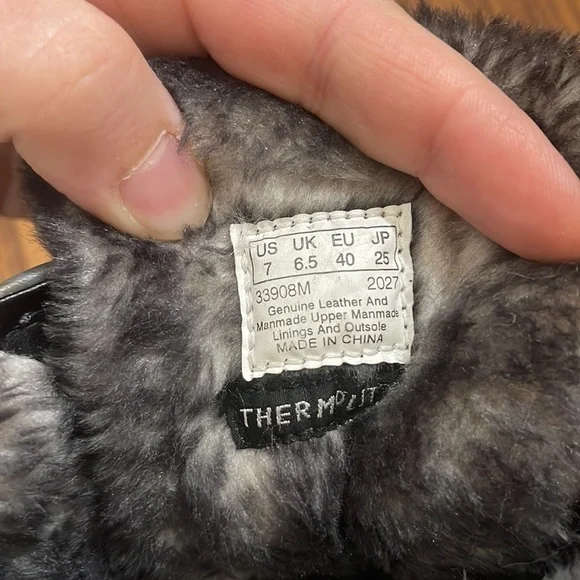 US UK EU JP
7 6.5 40 25
33908M 2027
Genuine Leather And
Manmade Upper Manmade
Linings And Outsole
MADE IN CHINA
THERMOLIT